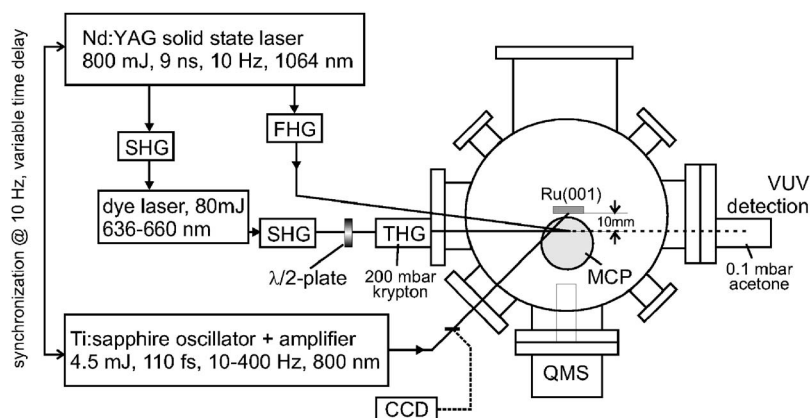 synchronization @ 10 Hz, variable time delay
Nd:YAG solid state laser
800 mJ, 9 ns, 10 Hz, 1064 nm
SHG
FHG
dye laser, 80mJ
636-660 nm
SHG
λ/2-plate
THG
200 mbar
krypton
Ru(001)
10mm
MCP
VUV
detection
0.1 mbar
acetone
Ti:sapphire oscillator + amplifier
4.5 mJ, 110 fs, 10-400 Hz, 800 nm
CCD
QMS